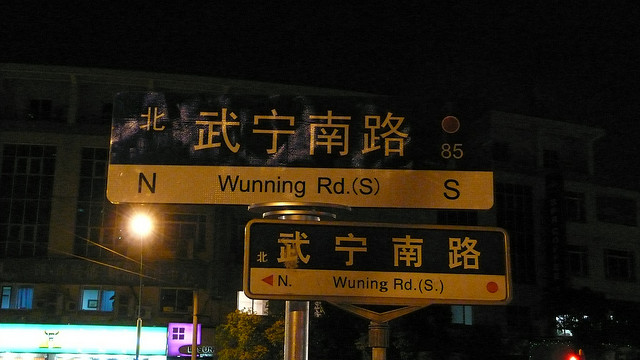 北 武宁南路
85
N Wunning Rd.(S) S
北 武宁南路
N. Wuning Rd.(S.)